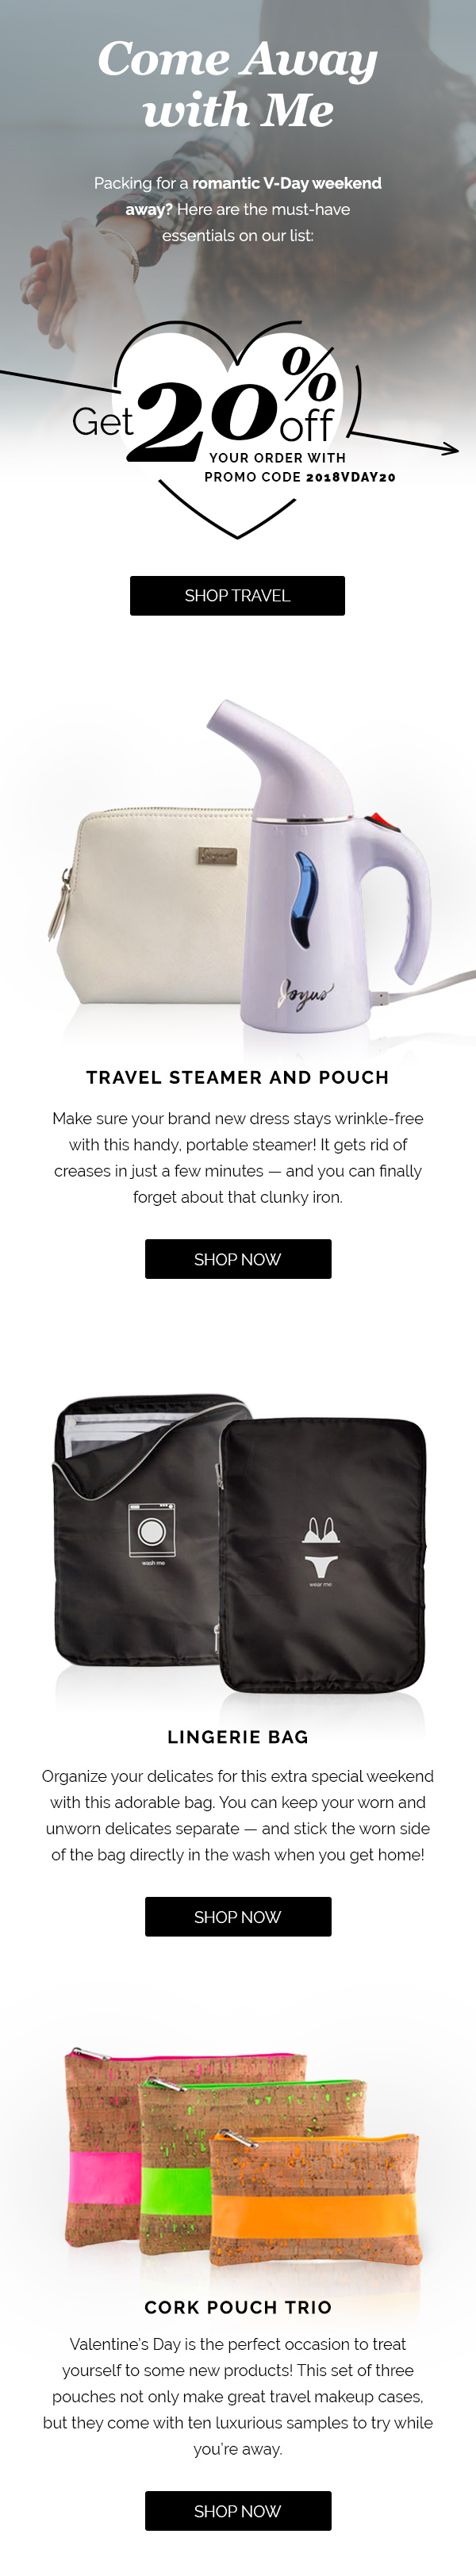 Come Away
with Me
Packing for a romantic V-Day weekend
away? Here are the must-have
essentials on our list:
Get 20% off
YOUR ORDER WITH
PROMO CODE 2018VDAY20
SHOP TRAVEL
Joyus
Joyus
TRAVEL STEAMER AND POUCH
Make sure your brand new dress stays wrinkle-free
with this handy, portable steamer! It gets rid of
creases in just a few minutes — and you can finally
forget about that clunky iron.
SHOP NOW
wash me
wear me
LINGERIE BAG
Organize your delicates for this extra special weekend
with this adorable bag. You can keep your worn and
unworn delicates separate — and stick the worn side
of the bag directly in the wash when you get home!
SHOP NOW
CORK POUCH TRIO
Valentine's Day is the perfect occasion to treat
yourself to some new products! This set of three
pouches not only make great travel makeup cases,
but they come with ten luxurious samples to try while
you're away.
SHOP NOW